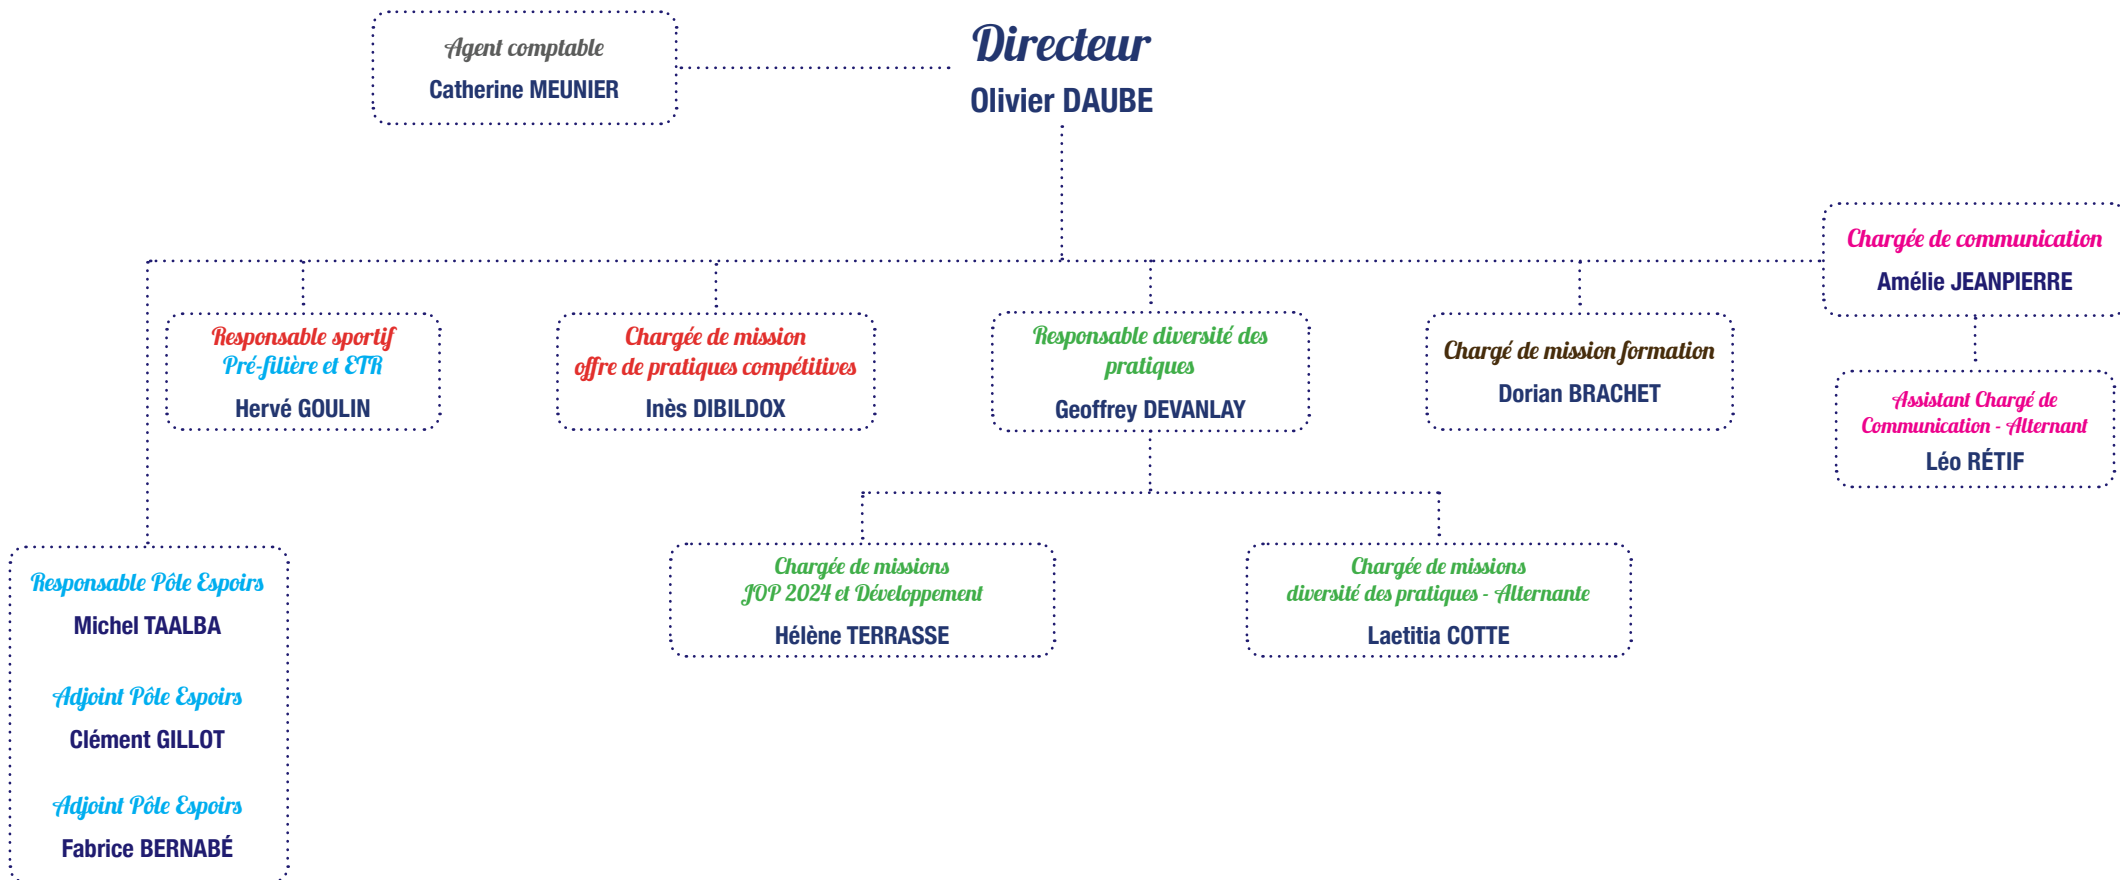 Agent comptable
Catherine MEUNIER
Directeur
Olivier DAUBE
Chargée de communication
Amélie JEANPIERRE
Responsable sportif
Pré-filière et ETR
Hervé GOULIN
Chargée de mission
offre de pratiques compétitives
Inès DIBILDOX
Responsable diversité des
pratiques
Geoffrey DEVANLAY
Chargé de mission formation
Dorian BRACHET
Assistant Chargé de
Communication - Alternant
Léo RÉTIF
Responsable Pôle Espoirs
Michel TAALBA
Adjoint Pôle Espoirs
Clément GILLOT
Adjoint Pôle Espoirs
Fabrice BERNABÉ
Chargée de missions
JOP 2024 et Développement
Hélène TERRASSE
Chargée de missions
diversité des pratiques - Alternante
Laetitia COTTE